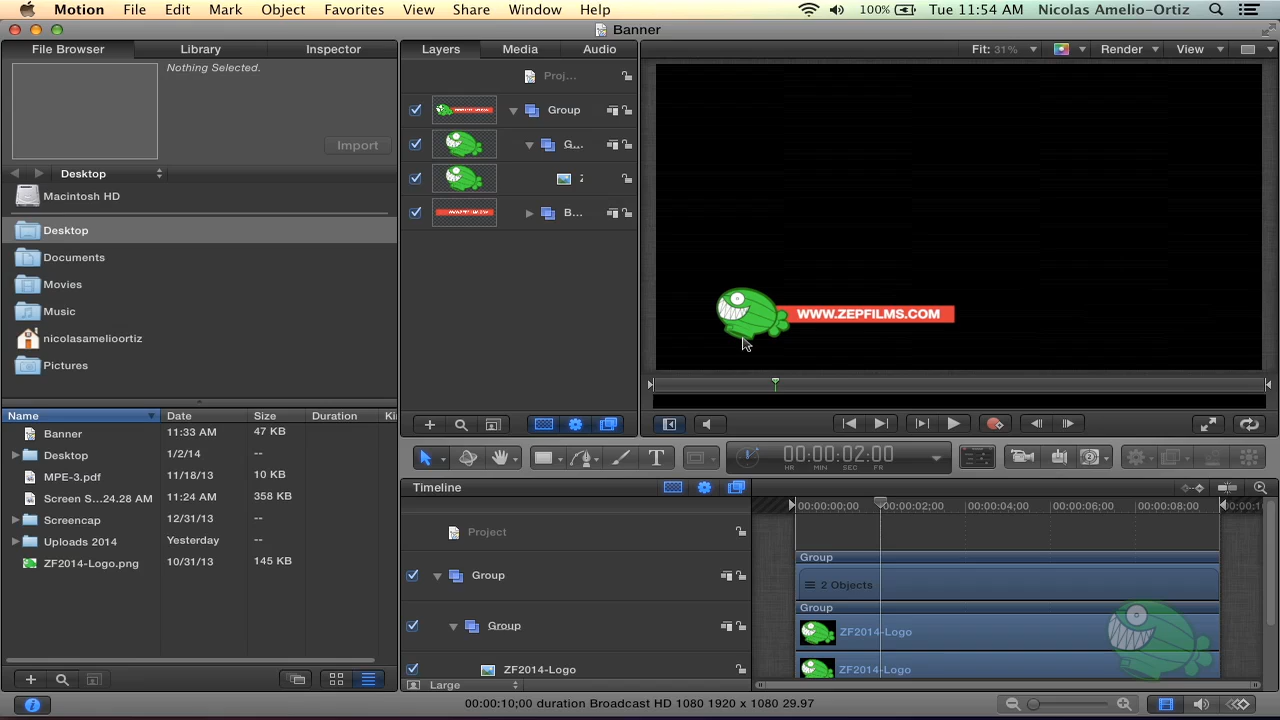 Motion File Edit Mark Object Favorites View Share Window Help 100% Tue 11:54 AM Nicolas Amelio-Ortiz
Banner
File Browser Library Inspector
Layers Media Audio
Fit: 31% Render View
Nothing Selected.
Import
Desktop
Macintosh HD
Desktop
Documents
Movies
Music
nicolasamelioortiz
Pictures
Name Date Size Duration
Banner 11:33 AM 47 KB
Desktop 1/2/14 --
MPE-3.pdf 11/18/13 10 KB
Screen S...24.28 AM 11:24 AM 358 KB
Screencap 12/31/13 --
Uploads 2014 Yesterday --
ZF2014-Logo.png 10/31/13 145 KB
Proj...
Group
G...
B...
WWW.ZEPFILMS.COM
00:00:02:00
HR MIN SEC FR
Timeline
00:00:00;00 00:00:02;00 00:00:04;00 00:00:06;00 00:00:08;00
Project
Group
Group
2 Objects
Group
Group
ZF2014-Logo
ZF2014-Logo
ZF2014-Logo
Large
00:00:10;00 duration Broadcast HD 1080 1920 x 1080 29.97